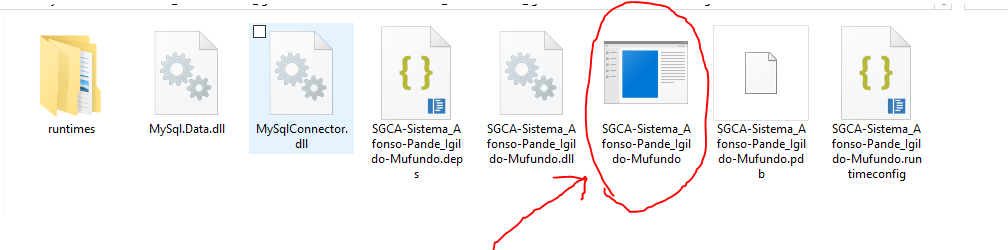 runtimes
MySql.Data.dll
MySqlConnector.
dll
SGCA-Sistema_A
fonso-Pande_Igil
do-Mufundo.dep
s
SGCA-Sistema_A
fonso-Pande_Igil
do-Mufundo.dll
SGCA-Sistema_A
fonso-Pande_Igil
do-Mufundo
SGCA-Sistema_A
fonso-Pande_Igil
do-Mufundo.pd
b
SGCA-Sistema_A
fonso-Pande_Igil
do-Mufundo.run
timeconfig